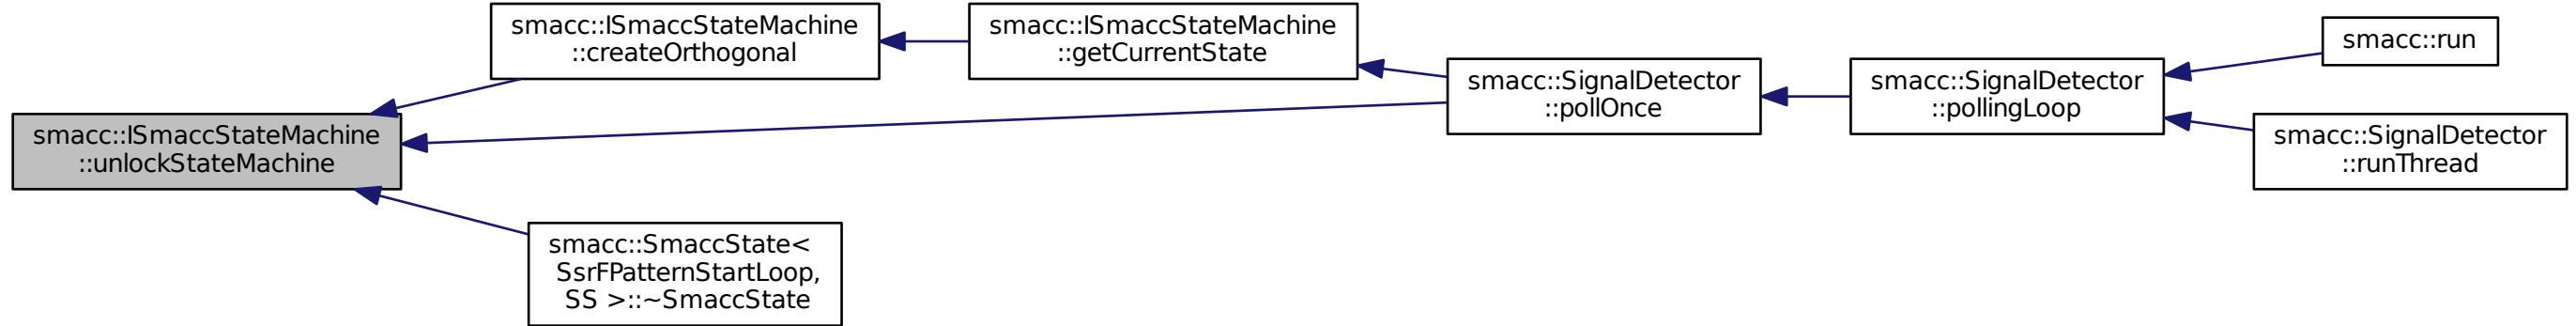 smacc::ISmaccStateMachine
::unlockStateMachine
smacc::ISmaccStateMachine
::createOrthogonal
smacc::ISmaccStateMachine
::getCurrentState
smacc::SignalDetector
::pollOnce
smacc::SignalDetector
::pollingLoop
smacc::run
smacc::SignalDetector
::runThread
smacc::SmaccState<
SsrFPatternStartLoop,
SS >::~SmaccState